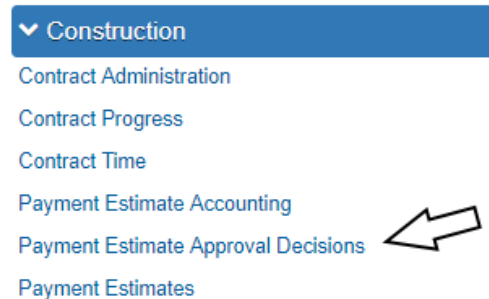 Construction
Contract Administration
Contract Progress
Contract Time
Payment Estimate Accounting
Payment Estimate Approval Decisions
Payment Estimates